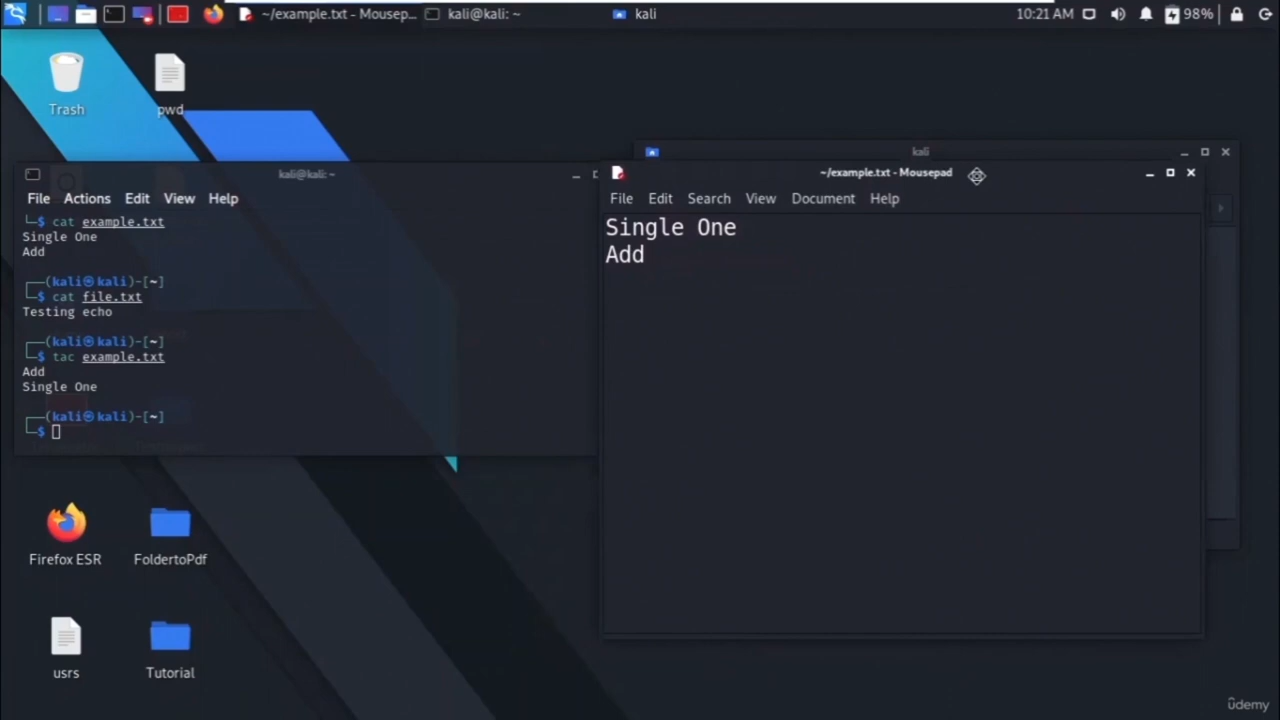 ~/example.txt - Mousep...
kali@kali: ~
kali
10:21 AM
98%
Trash
pwd
kali@kali: ~
File Actions Edit View Help
└─$ cat example.txt
Single One
Add
┌──(kali㉿kali)-[~]
└─$ cat file.txt
Testing echo
┌──(kali㉿kali)-[~]
└─$ tac example.txt
Add
Single One
┌──(kali㉿kali)-[~]
└─$
kali
~/example.txt - Mousepad
File Edit Search View Document Help
Single One
Add
Firefox ESR
FoldertoPdf
usrs
Tutorial
ûdemy